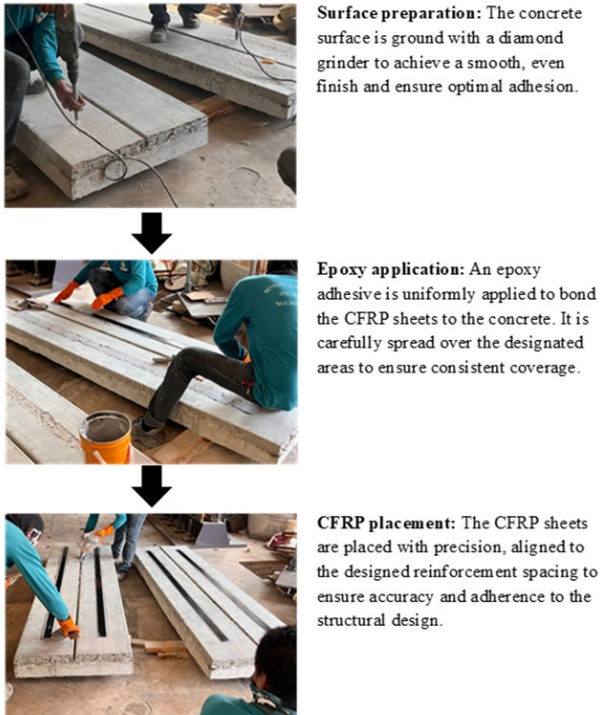 Surface preparation: The concrete
surface is ground with a diamond
grinder to achieve a smooth, even
finish and ensure optimal adhesion.
Epoxy application: An epoxy
adhesive is uniformly applied to bond
the CFRP sheets to the concrete. It is
carefully spread over the designated
areas to ensure consistent coverage.
CFRP placement: The CFRP sheets
are placed with precision, aligned to
the designed reinforcement spacing to
ensure accuracy and adherence to the
structural design.